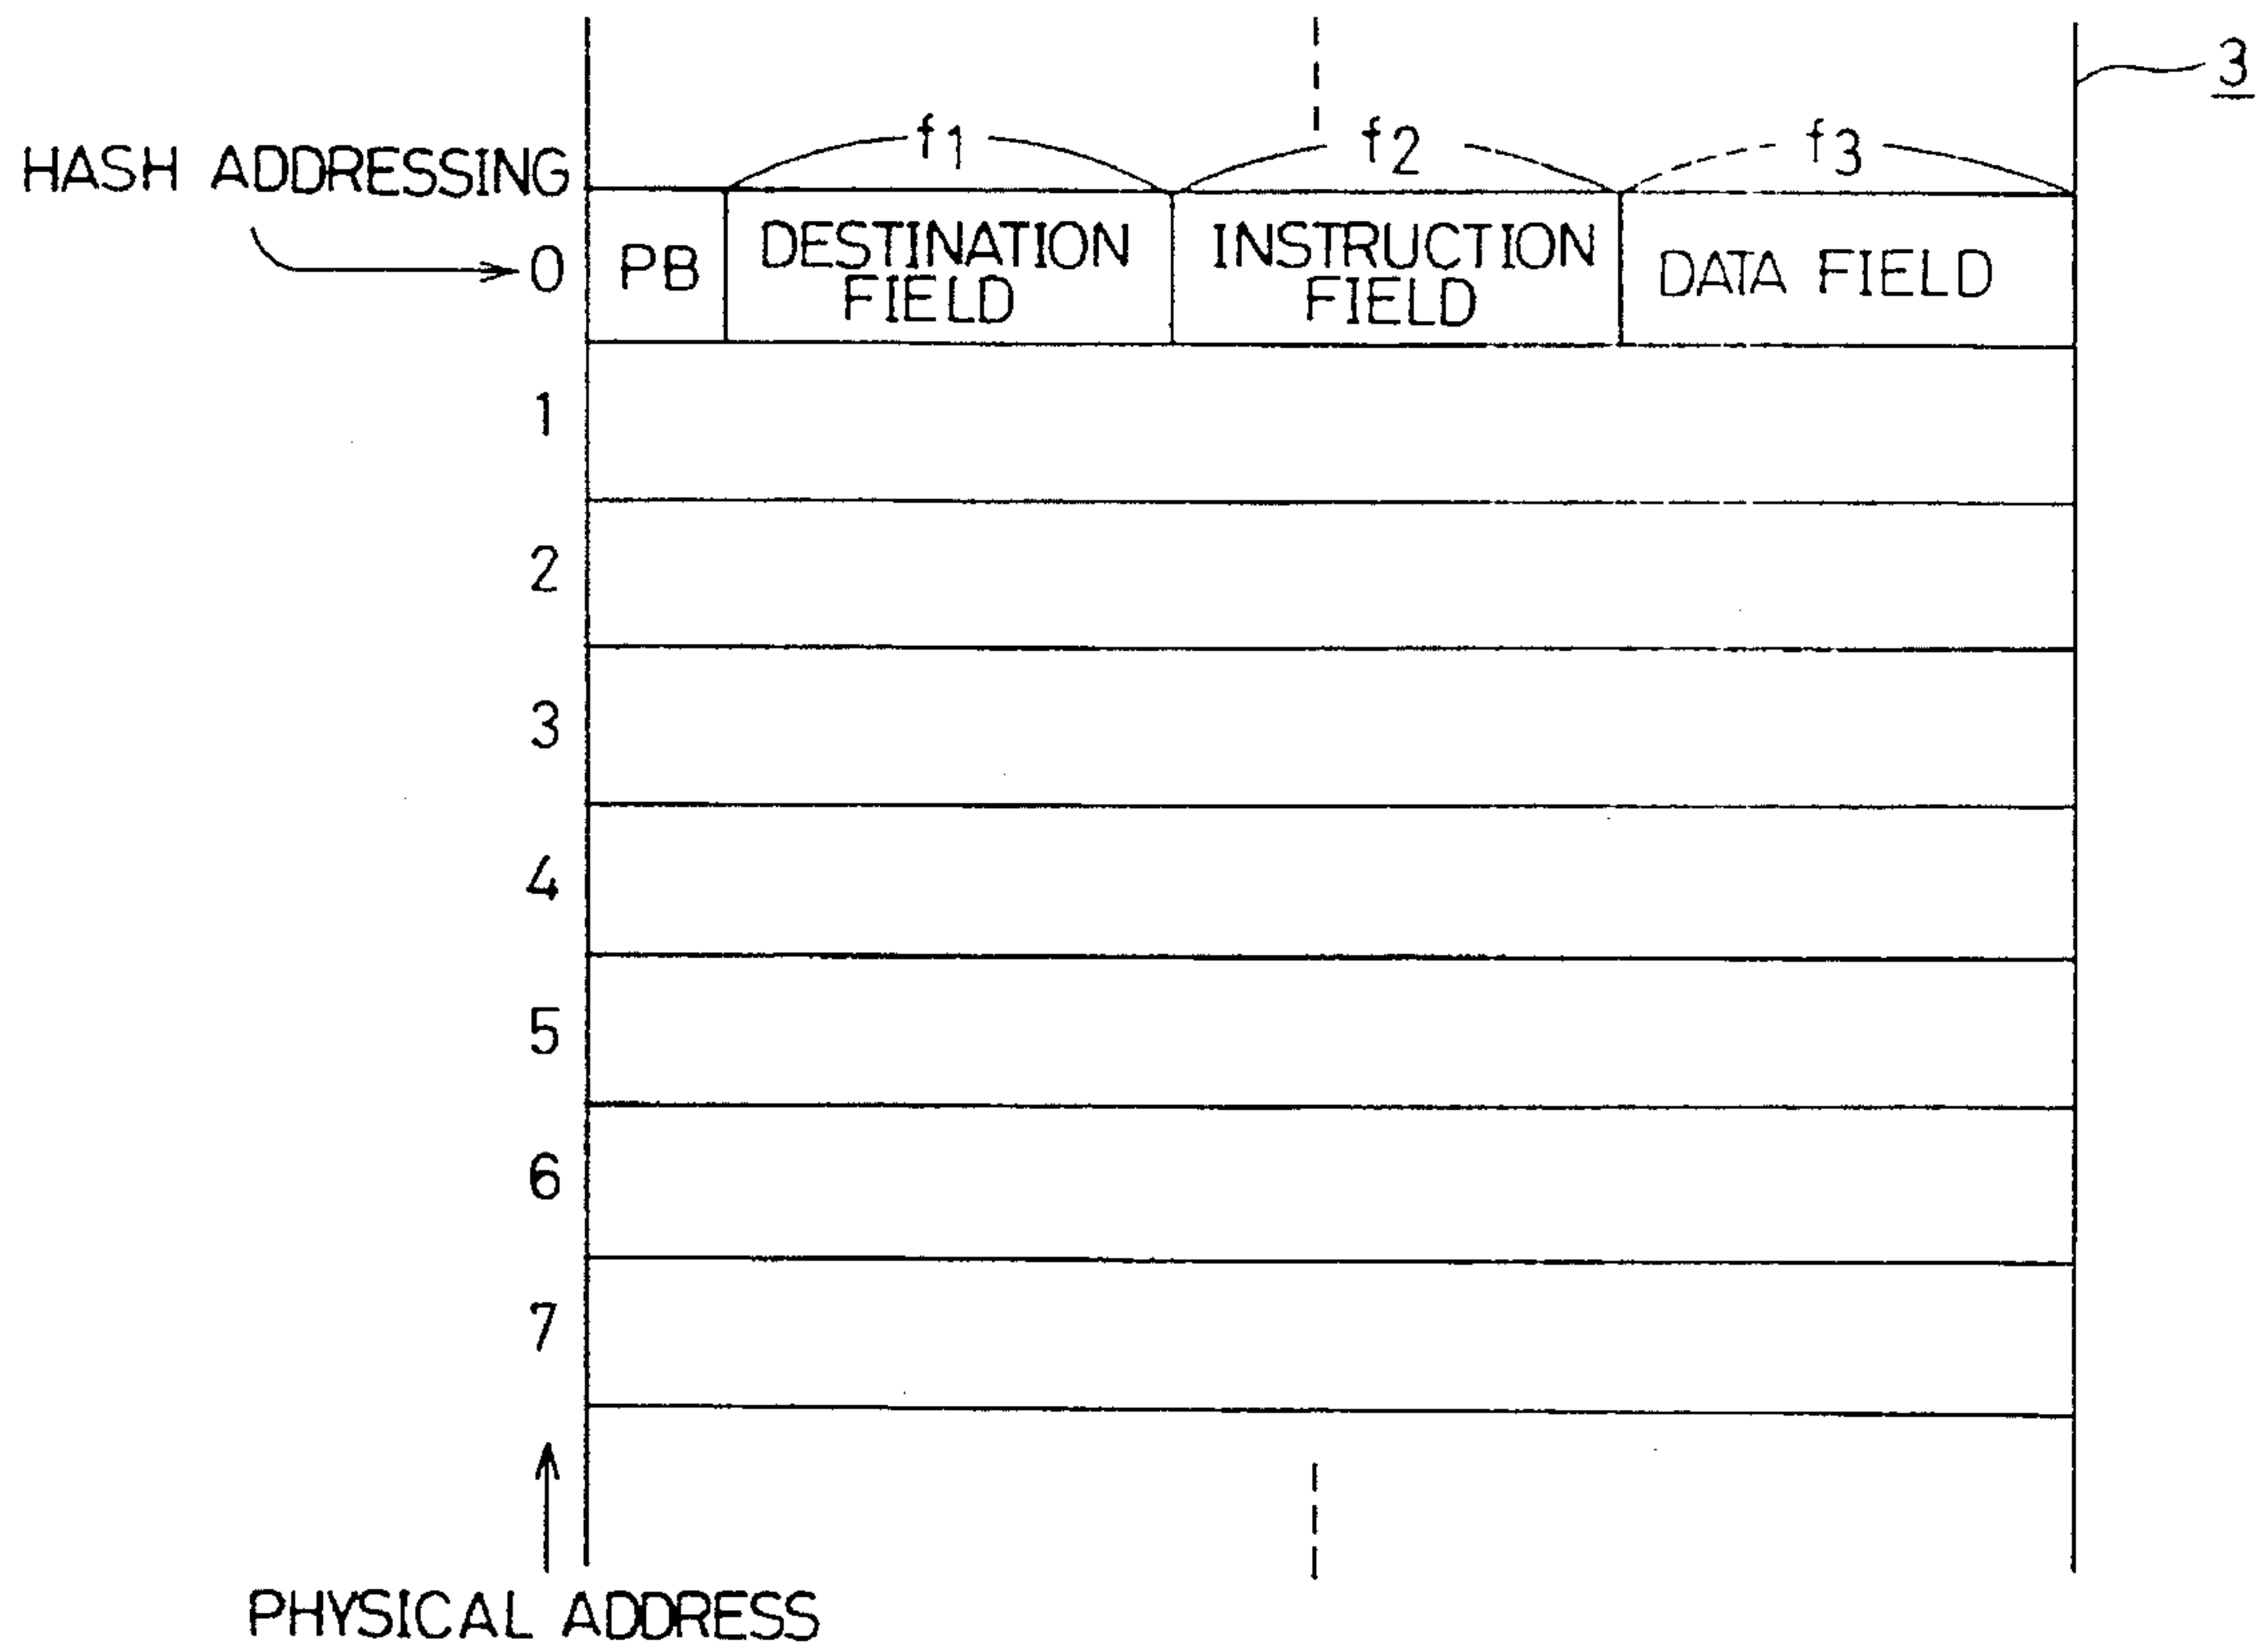 3
f1 f2 f3
HASH ADDRESSING
0 PB DESTINATION FIELD INSTRUCTION FIELD DATA FIELD
1
2
3
4
5
6
7
PHYSICAL ADDRESS